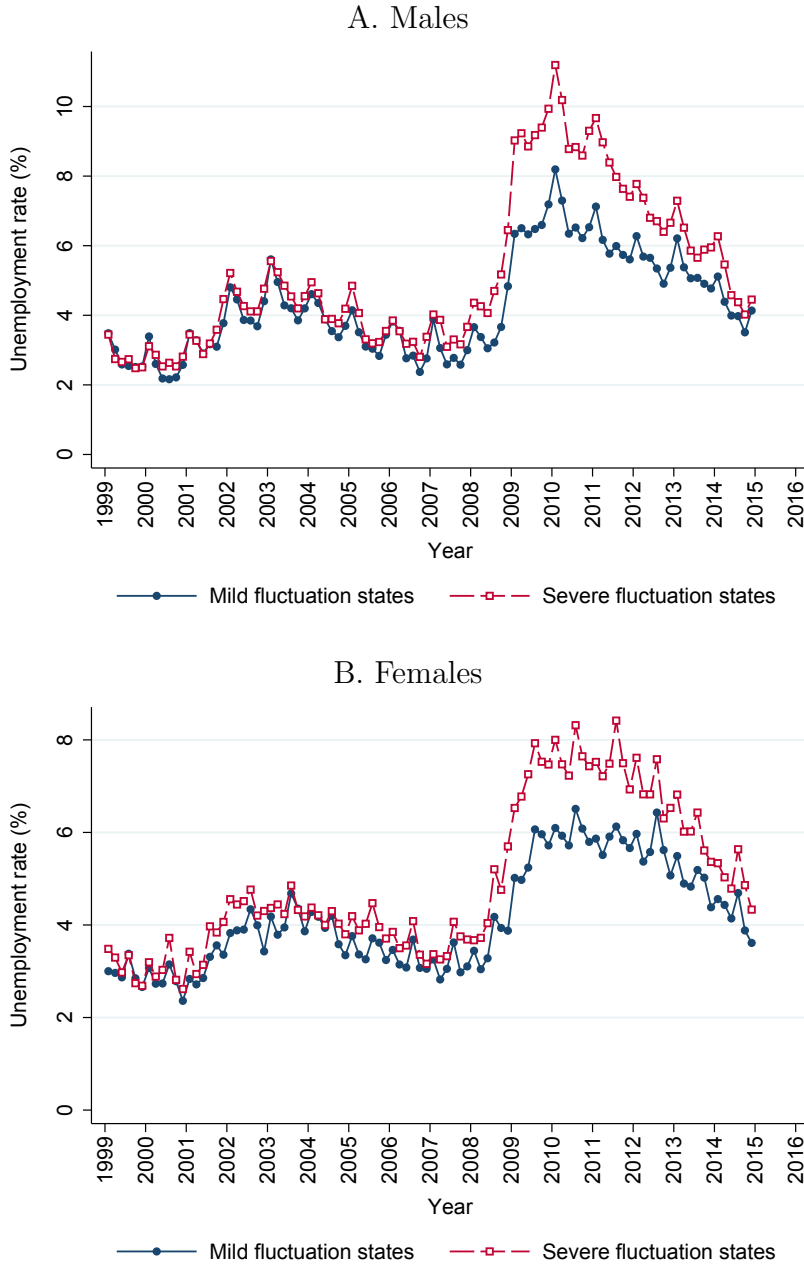 A. Males
Unemployment rate (%)
10
8
6
4
2
0
1999 2000 2001 2002 2003 2004 2005 2006 2007 2008 2009 2010 2011 2012 2013 2014 2015 2016
Year
Mild fluctuation states Severe fluctuation states
B. Females
Unemployment rate (%)
8
6
4
2
0
1999 2000 2001 2002 2003 2004 2005 2006 2007 2008 2009 2010 2011 2012 2013 2014 2015 2016
Year
Mild fluctuation states Severe fluctuation states